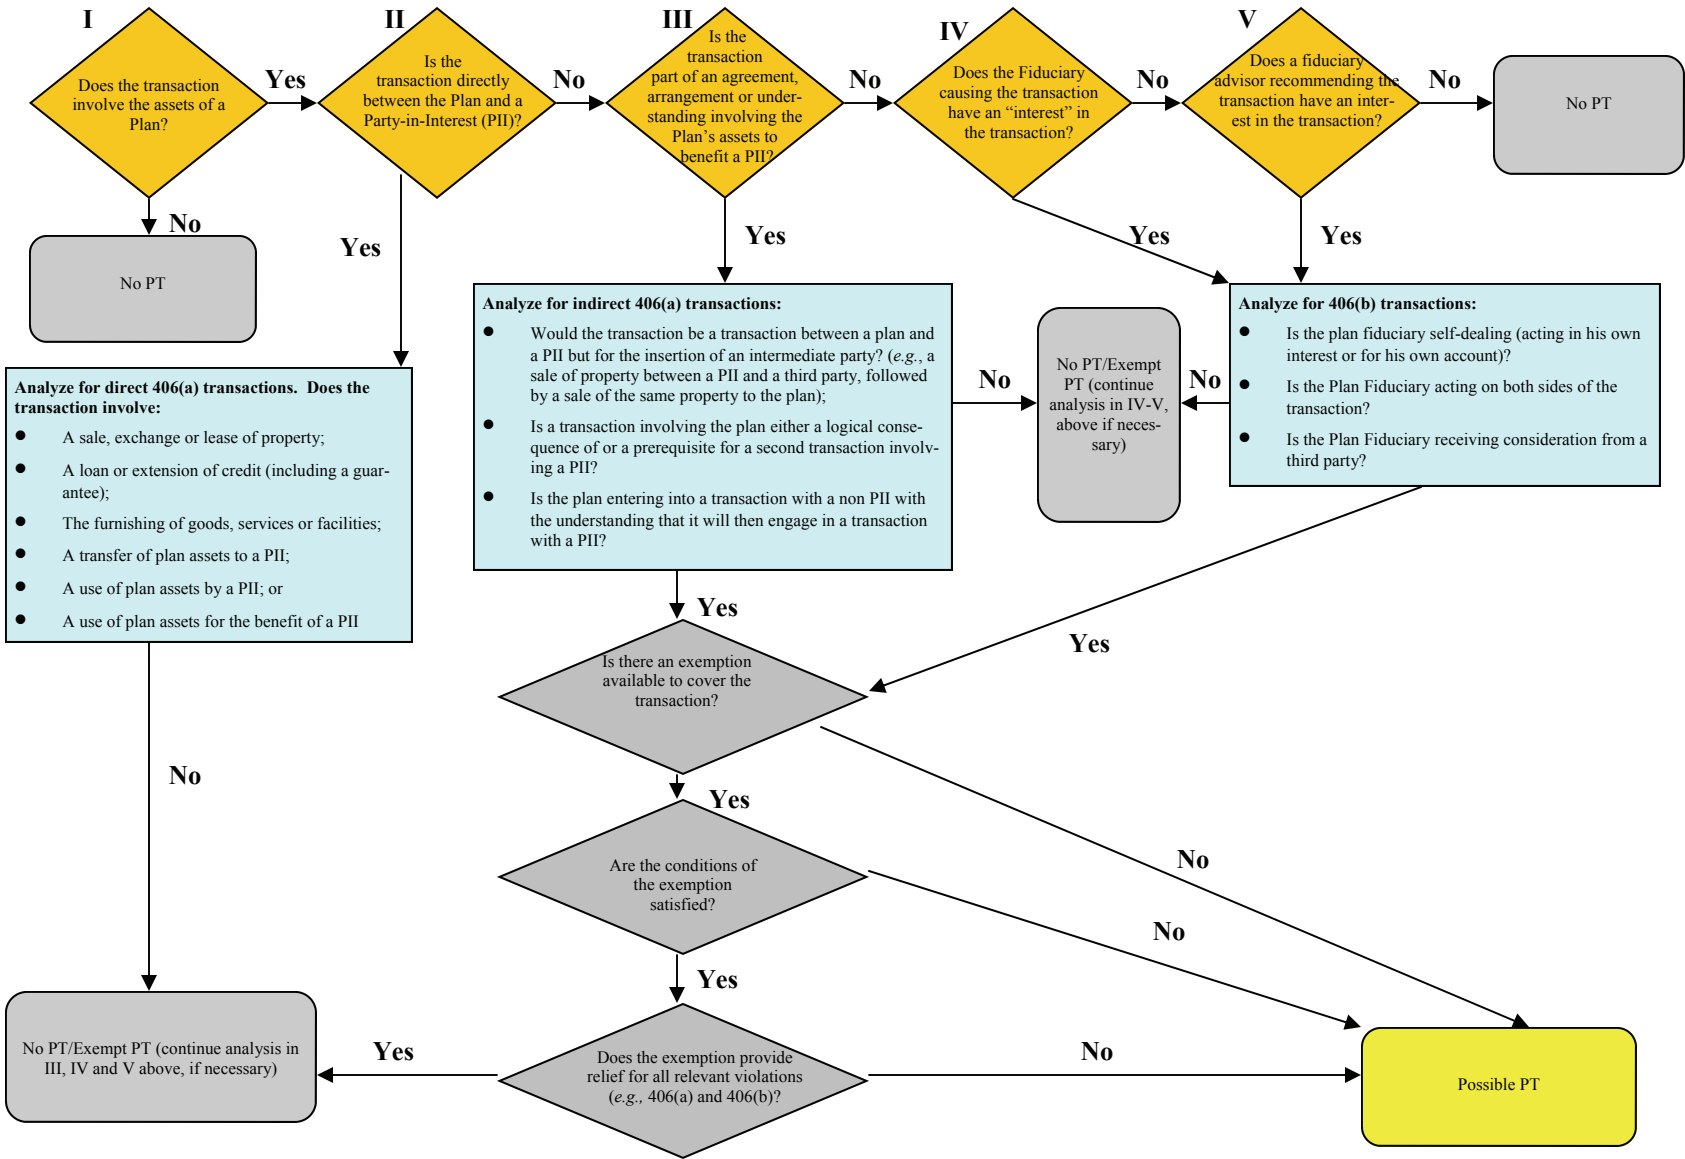 I
Does the transaction
involve the assets of a
Plan?
Yes
II
Is the
transaction directly
between the Plan and a
Party-in-Interest (PII)?
No
III
Is the
transaction
part of an agreement,
arrangement or under-
standing involving the
Plan’s assets to
benefit a PII?
No
IV
Does the Fiduciary
causing the transaction
have an “interest” in
the transaction?
No
V
Does a fiduciary
advisor recommending the
transaction have an inter-
est in the transaction?
No
No PT
No
No PT
Yes
Yes
Yes
Yes
Analyze for direct 406(a) transactions.  Does the
transaction involve:
● A sale, exchange or lease of property;
● A loan or extension of credit (including a guar-
antee);
● The furnishing of goods, services or facilities;
● A transfer of plan assets to a PII;
● A use of plan assets by a PII; or
● A use of plan assets for the benefit of a PII
Analyze for indirect 406(a) transactions:
● Would the transaction be a transaction between a plan and
a PII but for the insertion of an intermediate party? (e.g., a
sale of property between a PII and a third party, followed
by a sale of the same property to the plan);
● Is a transaction involving the plan either a logical conse-
quence of or a prerequisite for a second transaction involv-
ing a PII?
● Is the plan entering into a transaction with a non PII with
the understanding that it will then engage in a transaction
with a PII?
No
No PT/Exempt
PT (continue
analysis in IV-V,
above if neces-
sary)
No
Analyze for 406(b) transactions:
● Is the plan fiduciary self-dealing (acting in his own
interest or for his own account)?
● Is the Plan Fiduciary acting on both sides of the
transaction?
● Is the Plan Fiduciary receiving consideration from a
third party?
Yes
Yes
Is there an exemption
available to cover the
transaction?
No
Yes
No
Are the conditions of
the exemption
satisfied?
No
Yes
No PT/Exempt PT (continue analysis in
III, IV and V above, if necessary)
Yes
Does the exemption provide
relief for all relevant violations
(e.g., 406(a) and 406(b)?
No
Possible PT